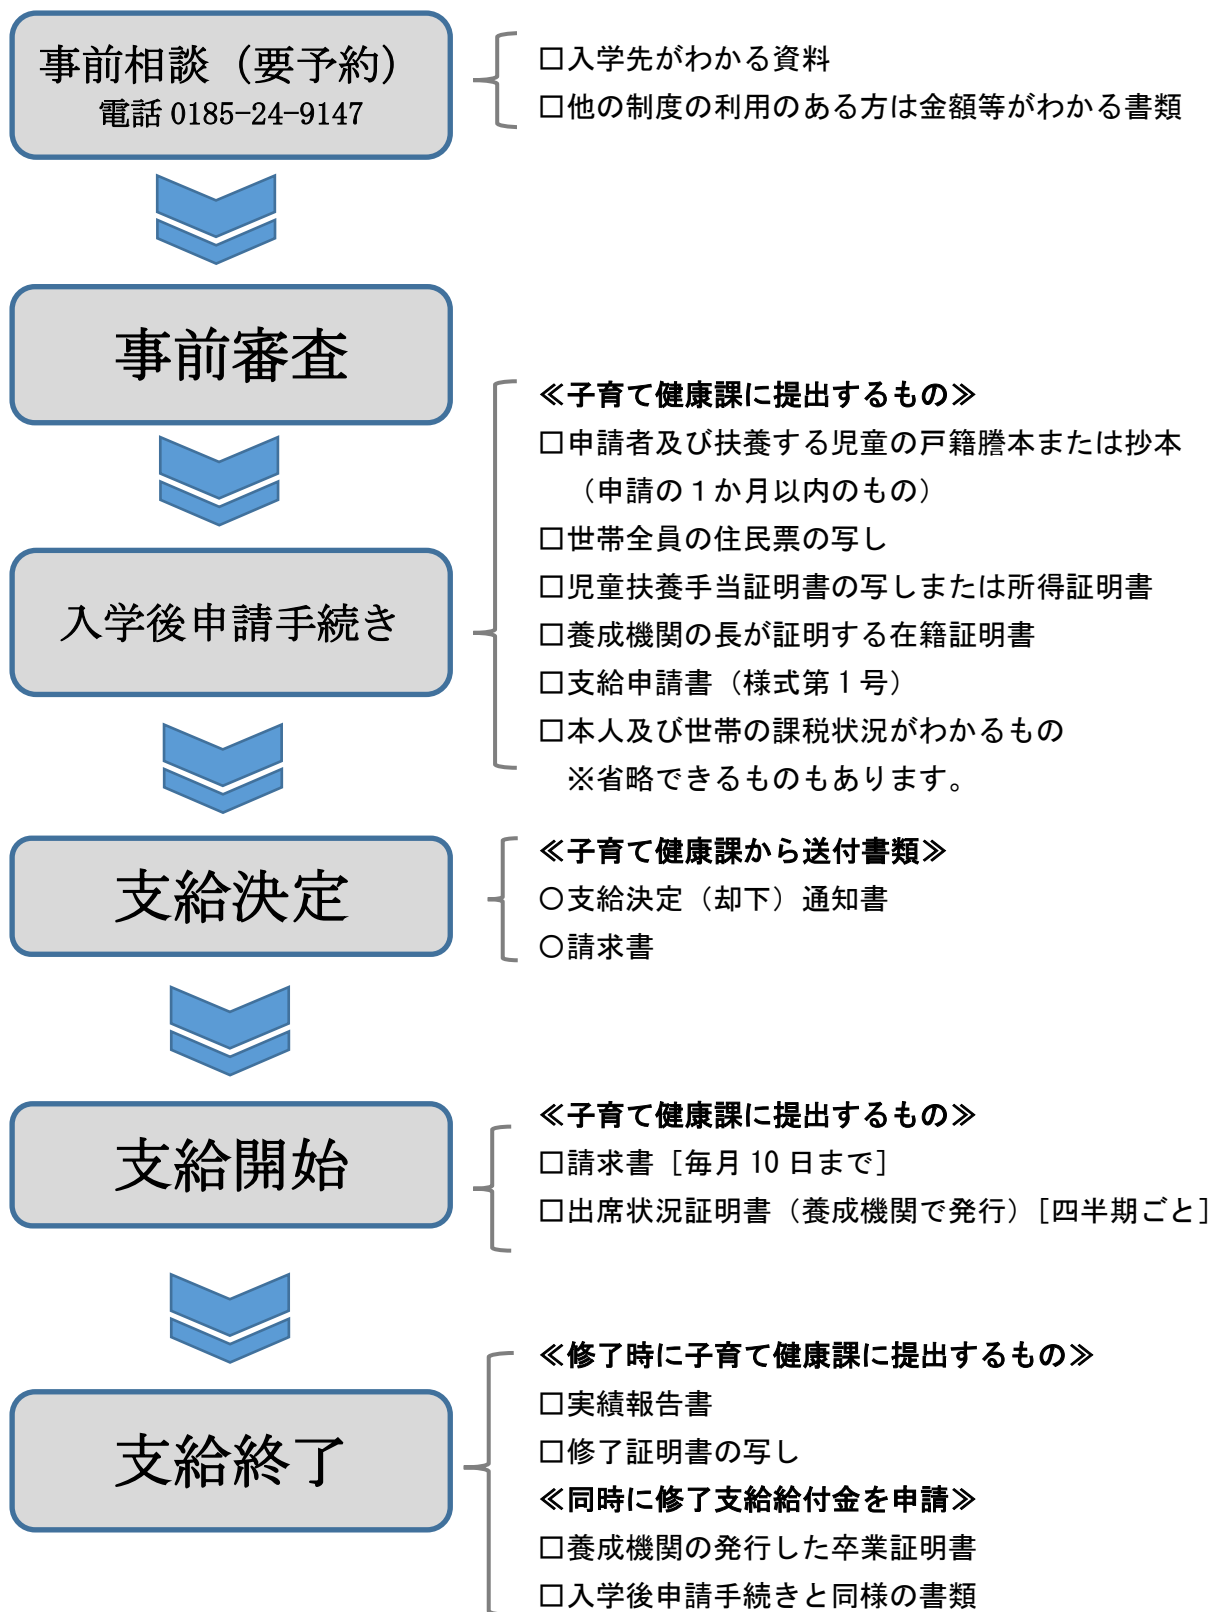 事前相談（要予約）
電話 0185-24-9147
□入学先がわかる資料
□他の制度の利用のある方は金額等がわかる書類
事前審査
入学後申請手続き
≪子育て健康課に提出するもの≫
□申請者及び扶養する児童の戸籍謄本または抄本
（申請の１か月以内のもの）
□世帯全員の住民票の写し
□児童扶養手当証明書の写しまたは所得証明書
□養成機関の長が証明する在籍証明書
□支給申請書（様式第１号）
□本人及び世帯の課税状況がわかるもの
※省略できるものもあります。
支給決定
≪子育て健康課から送付書類≫
○支給決定（却下）通知書
○請求書
支給開始
≪子育て健康課に提出するもの≫
□請求書［毎月 10 日まで］
□出席状況証明書（養成機関で発行）［四半期ごと］
支給終了
≪修了時に子育て健康課に提出するもの≫
□実績報告書
□修了証明書の写し
≪同時に修了支給給付金を申請≫
□養成機関の発行した卒業証明書
□入学後申請手続きと同様の書類